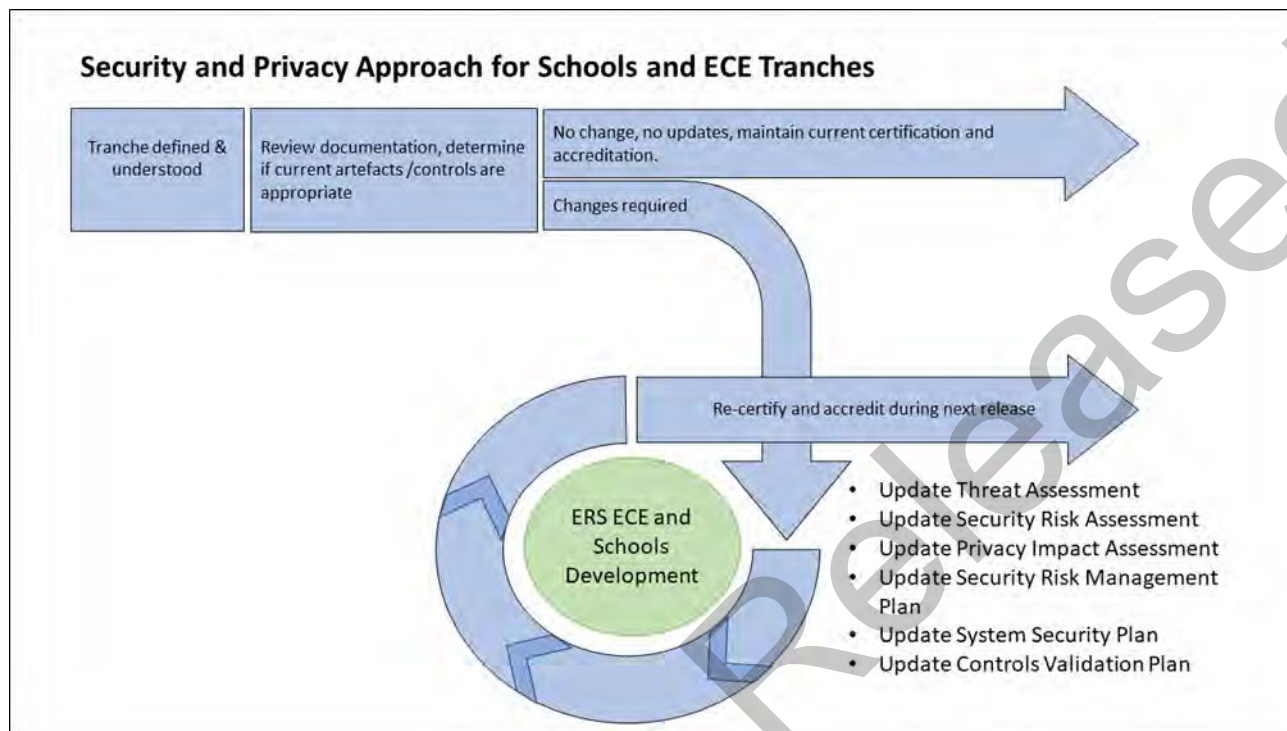 Security and Privacy Approach for Schools and ECE Tranches
Tranche defined &
understood
Review documentation, determine
if current artefacts /controls are
appropriate
No change, no updates, maintain current certification and
accreditation.
Changes required
Re-certify and accredit during next release
ERS ECE and
Schools
Development
• Update Threat Assessment
• Update Security Risk Assessment
• Update Privacy Impact Assessment
• Update Security Risk Management
Plan
• Update System Security Plan
• Update Controls Validation Plan
Released